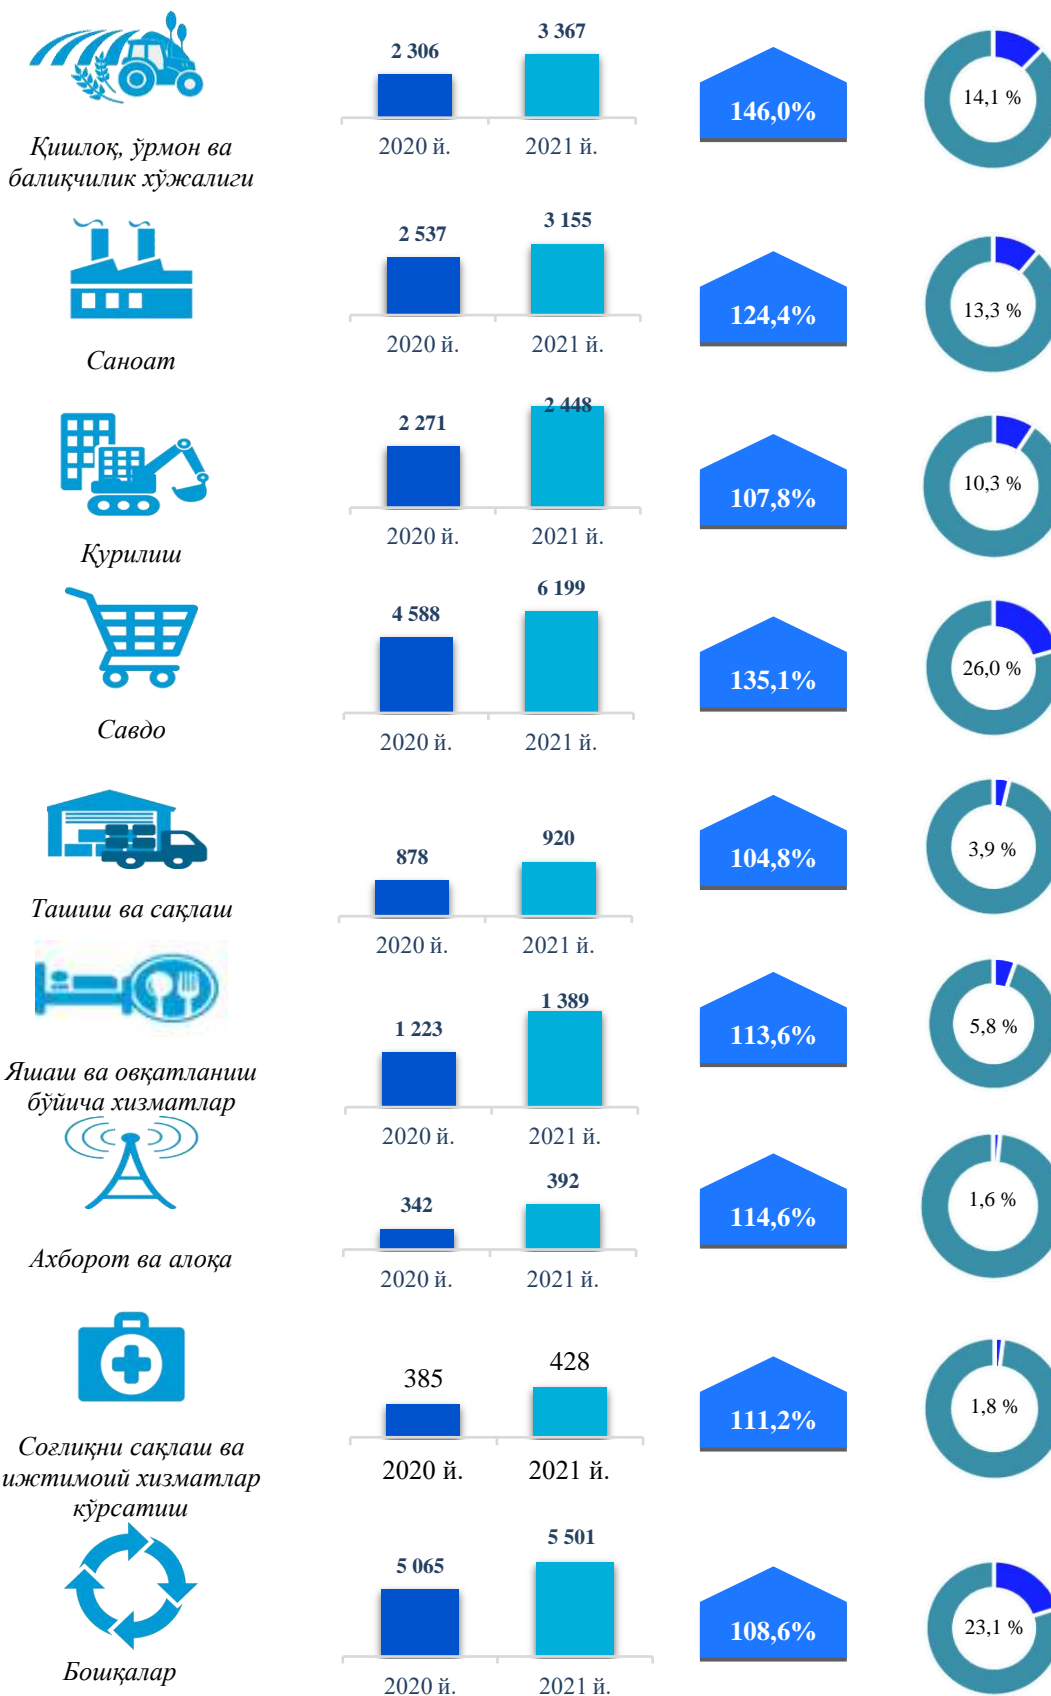 2 306
3 367
146,0%
14,1 %
2020 й.
2021 й.
Қишлоқ, ўрмон ва
балиқчилик хўжалиги
2 537
3 155
124,4%
13,3 %
2020 й.
2021 й.
Саноат
2 271
2 448
107,8%
10,3 %
2020 й.
2021 й.
Қурилиш
4 588
6 199
135,1%
26,0 %
2020 й.
2021 й.
Савдо
878
920
104,8%
3,9 %
Ташиш ва сақлаш
2020 й.
2021 й.
1 223
1 389
113,6%
5,8 %
Яшаш ва овқатланиш
бўйича хизматлар
2020 й.
2021 й.
342
392
114,6%
1,6 %
Ахборот ва алоқа
2020 й.
2021 й.
385
428
111,2%
1,8 %
2020 й.
2021 й.
Соғлиқни сақлаш ва
ижтимоий хизматлар
кўрсатиш
5 065
5 501
108,6%
23,1 %
Бошқалар
2020 й.
2021 й.